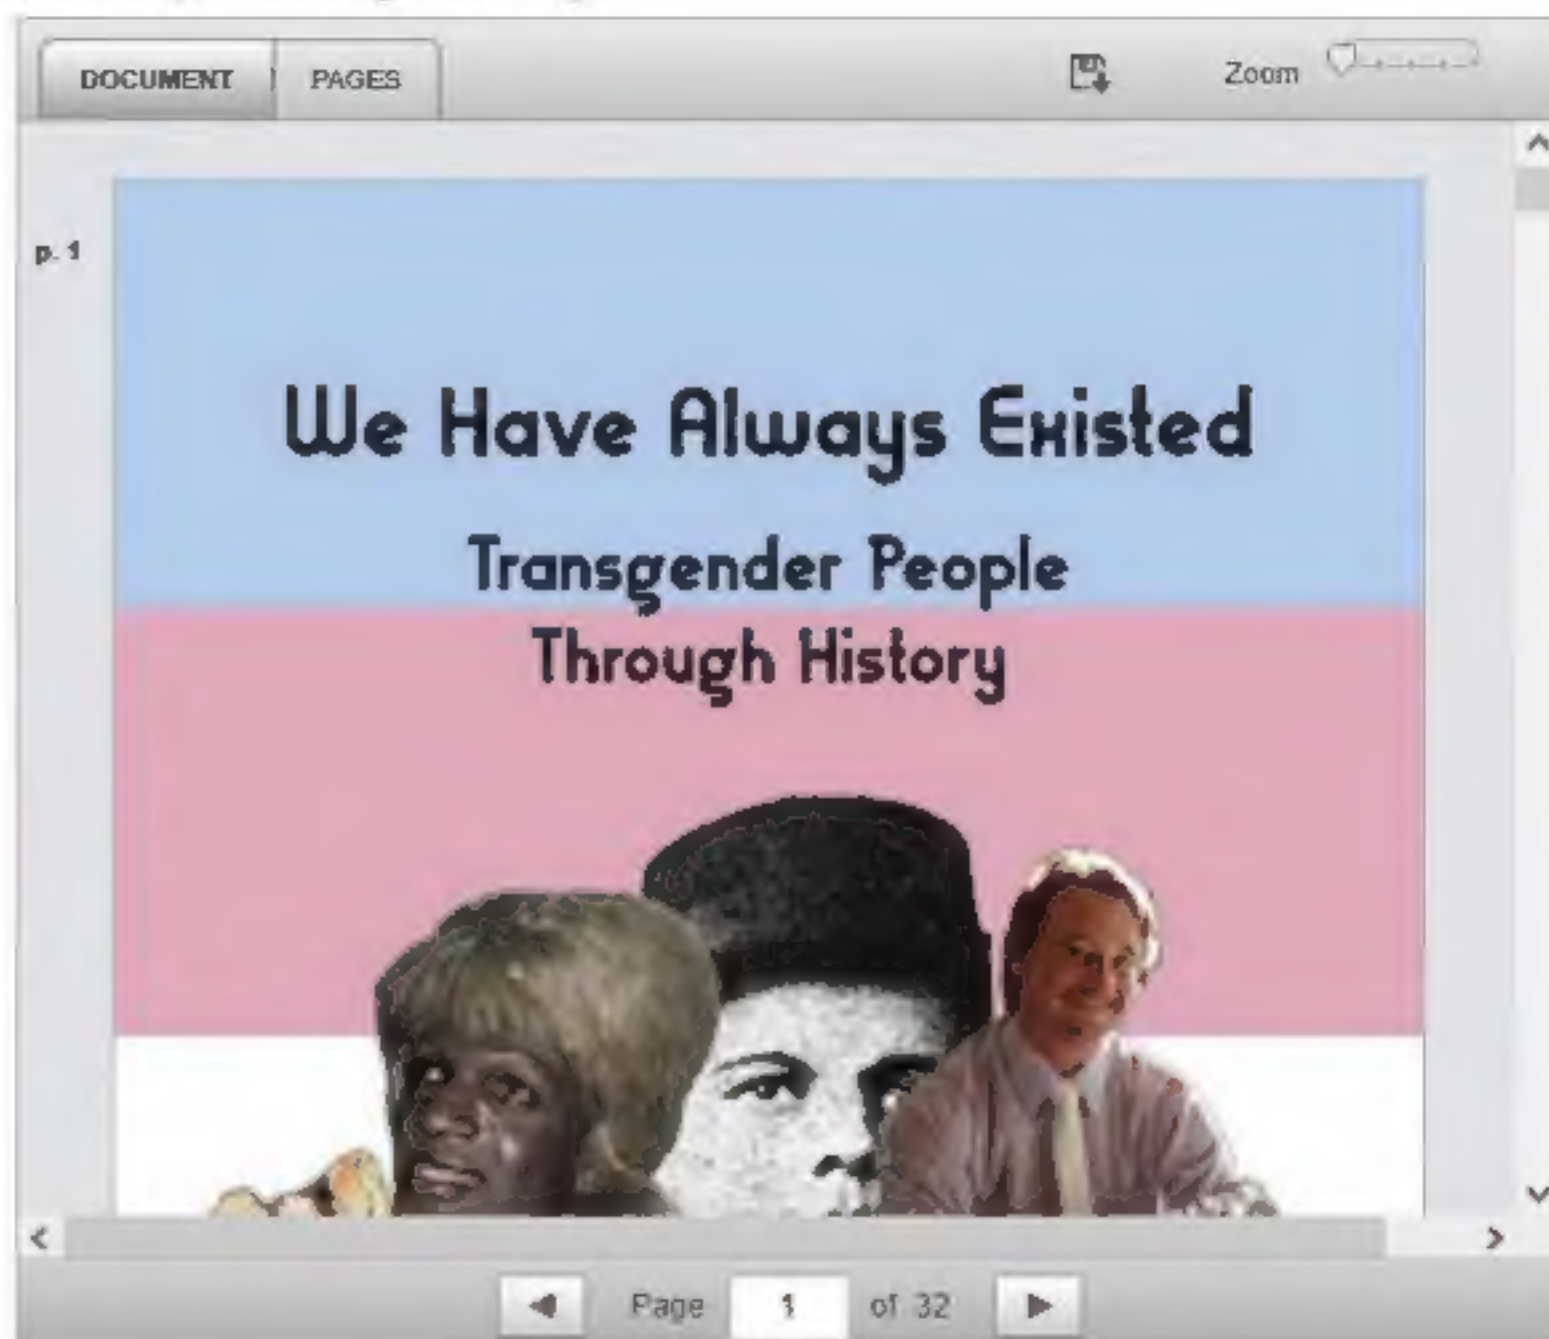 DOCUMENT PAGES
Zoom
p. 1
We Have Always Existed
Transgender People
Through History
Page 1 of 32